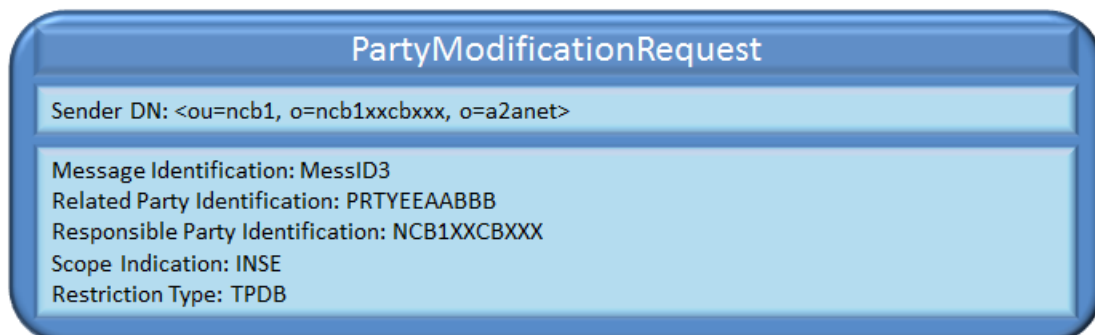 PartyModificationRequest
Sender DN: <ou=ncb1, o=ncb1xxcbxxx, o=a2anet>
Message Identification: MessID3
Related Party Identification: PRTYEEAABBB
Responsible Party Identification: NCB1XXCBXXX
Scope Indication: INSE
Restriction Type: TPDB